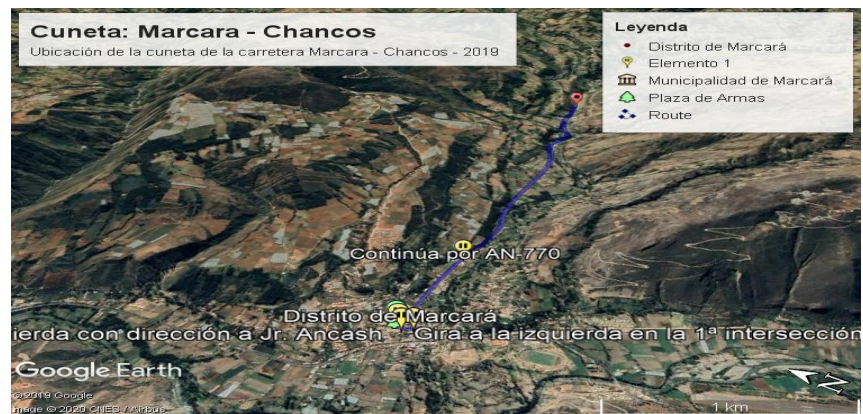 Cuneta: Marcara - Chancos
Ubicación de la cuneta de la carretera Marcara - Chancos - 2019
Leyenda
Distrito de Marcará
Elemento 1
Municipalidad de Marcará
Plaza de Armas
Route
Continúa por AN-770
Distrito de Marcará
ierda con dirección a Jr. Ancash
Gira a la izquierda en la 1ª intersección
Google Earth
©2019 Google
Image © 2020 CNES / Airbus
1 km
N